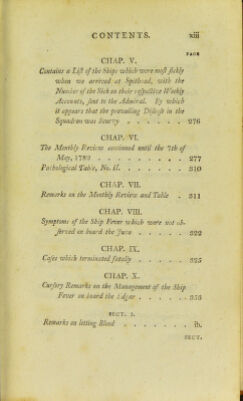 CONTENTS. xiii
PAGE
CHAP. V.
Contains a List of the Ships which were most sickly
when we arrived at Spithead, with the
Number of the Sick on their respective Weekly
Accounts, sent to the Admiral. By which
it appears that the prevailing Disease in the
Squadron was Scurvy . . . . . . 276
CHAP. VI.
The Monthly Review continued until the 7th of
May, 1780 . . . . . . . . 277
Pathological Table, No. II. . . . . . 310
CHAP. VII.
Remarks on the Monthly Review and Table . 311
CHAP. VIII.
Symptoms of the Ship Fever which were not ob-
served on board the Juno . . . . . . 322
CHAP. IX.
Cases which terminated fatally . . . . . . 325
CHAP. X.
Cursory Remarks on the Management of the Ship
Fever on board the Edgar . . . . . 353
SECT. I.
Remarks on letting Blood . . . . . . . . ib.
SECT.